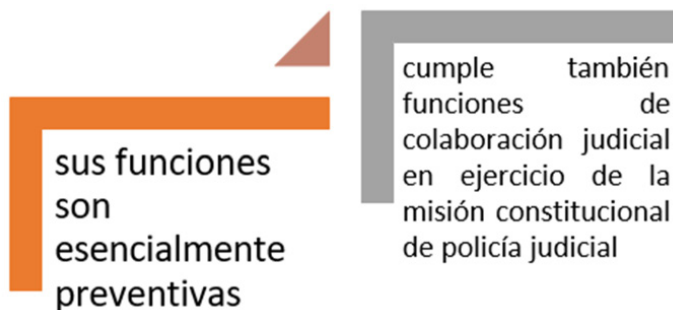 sus funciones
son
esencialmente
preventivas
cumple también
funciones de
colaboración judicial
en ejercicio de la
misión constitucional
de policía judicial